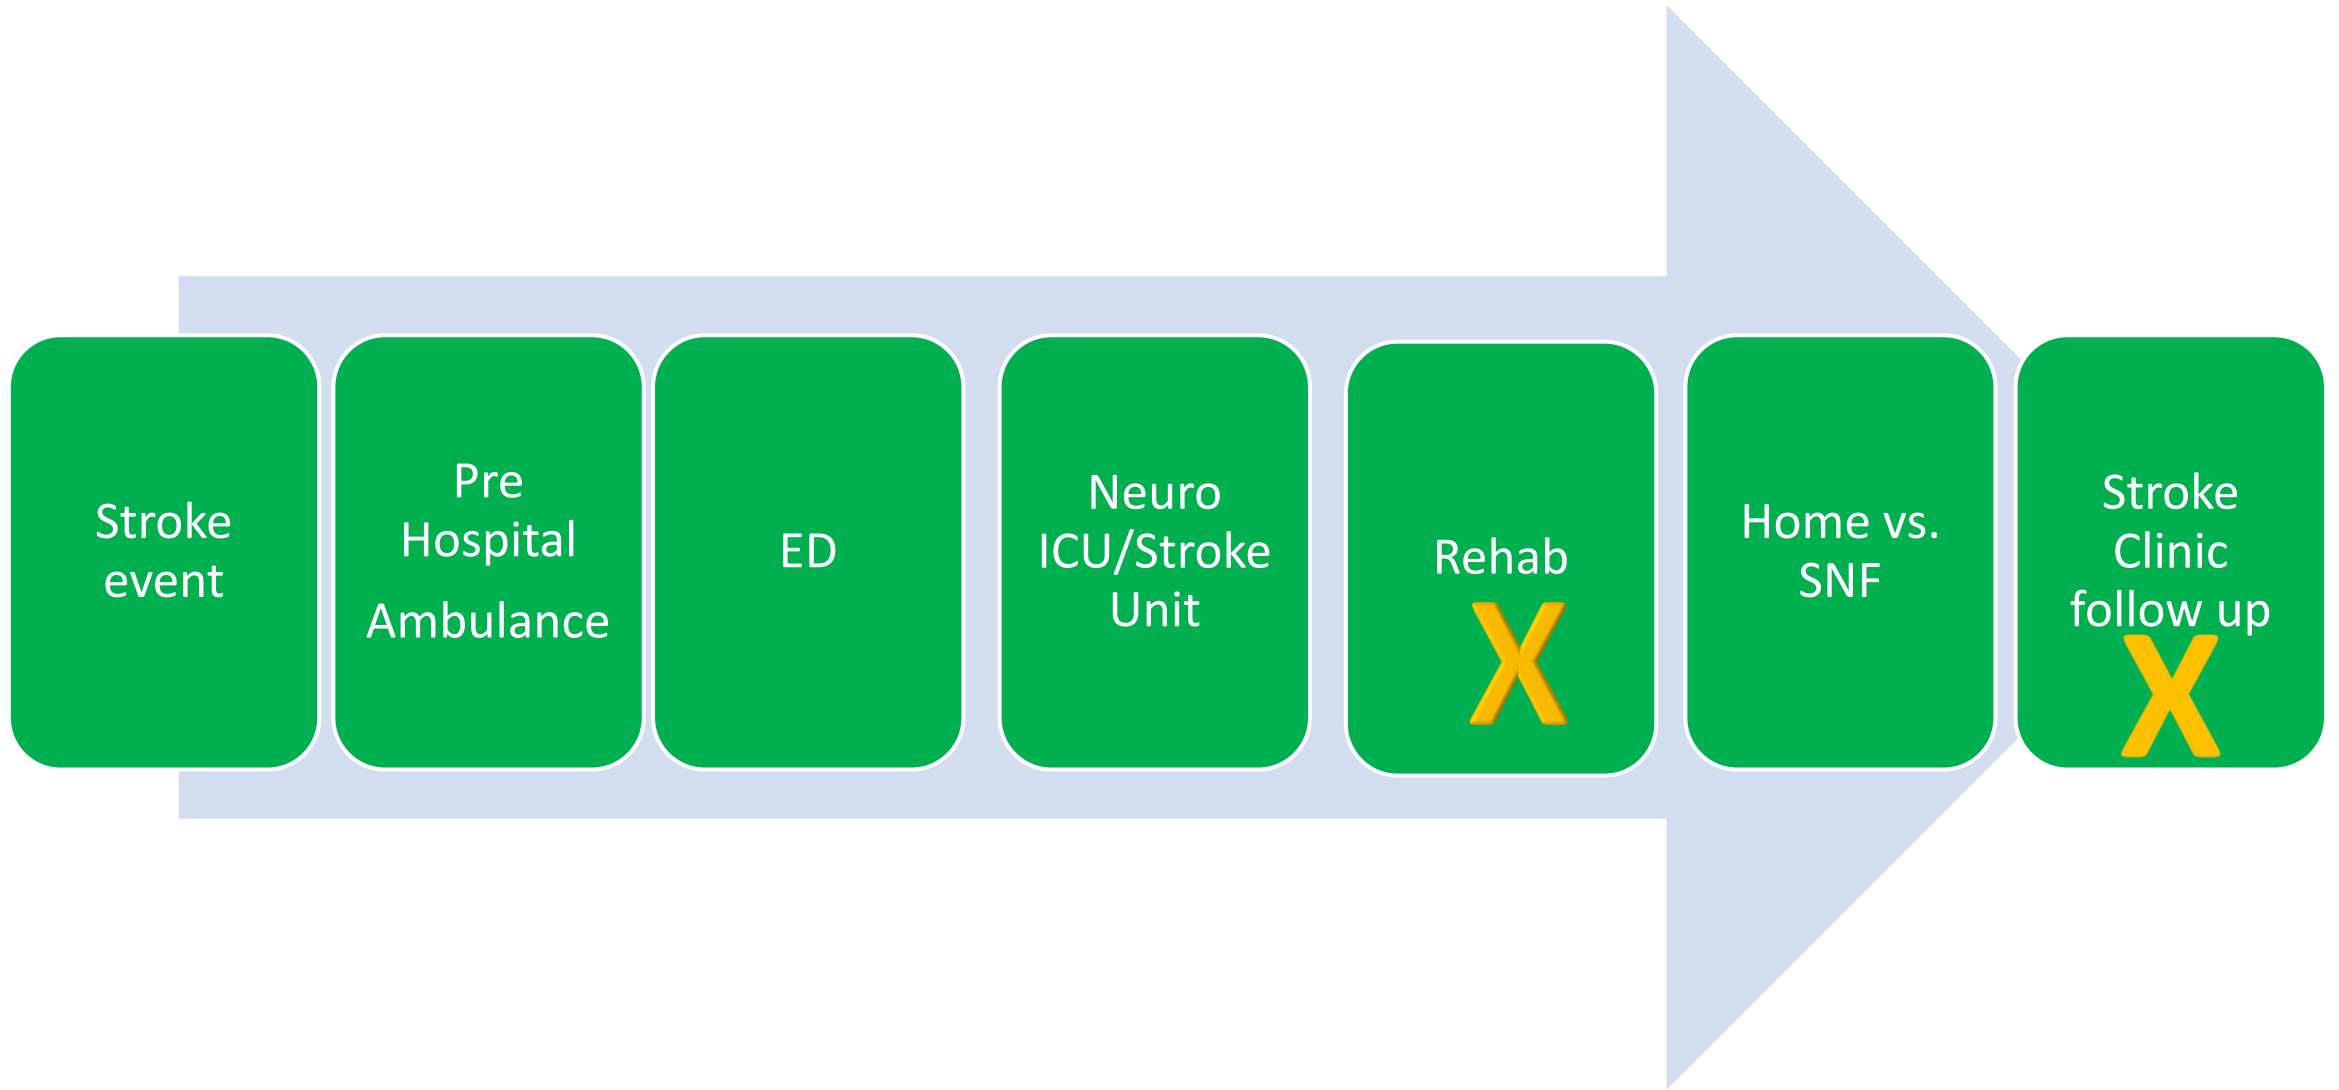 Stroke
event
Pre
Hospital
Ambulance
ED
Neuro
ICU/Stroke
Unit
Rehab
X
Home vs.
SNF
Stroke
Clinic
follow up
X